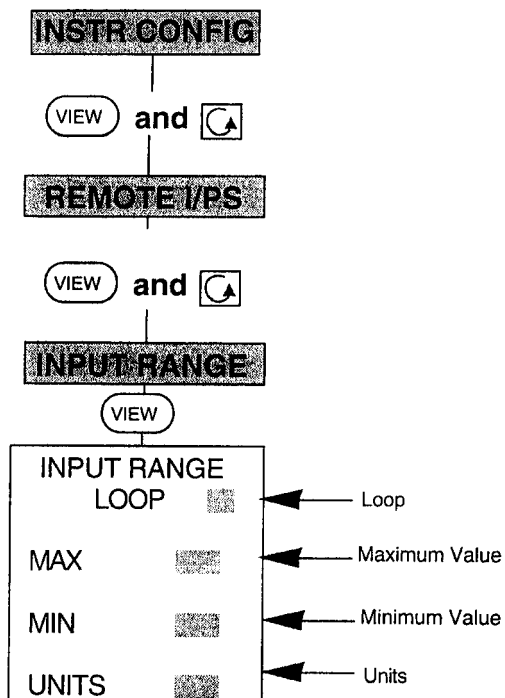 INSTR CONFIG
VIEW and
REMOTE I/PS
VIEW and
INPUT RANGE
VIEW
INPUT RANGE
LOOP Loop
MAX Maximum Value
MIN Minimum Value
UNITS Units